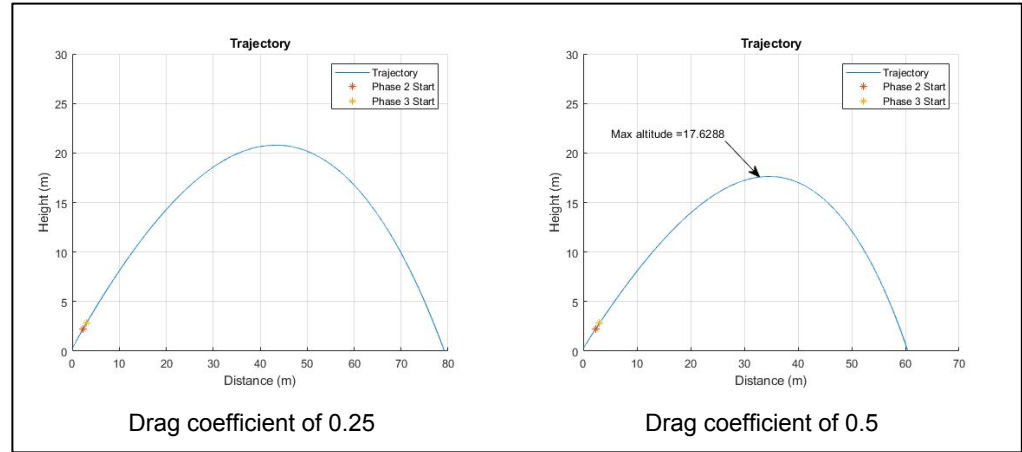 Trajectory
30
25
20
15
10
5
0
Height (m)
0 10 20 30 40 50 60 70 80
Distance (m)
Trajectory
Phase 2 Start
Phase 3 Start
Drag coefficient of 0.25
Trajectory
30
25
20
15
10
5
0
Height (m)
0 10 20 30 40 50 60 70
Distance (m)
Trajectory
Phase 2 Start
Phase 3 Start
Max altitude =17.6288
Drag coefficient of 0.5